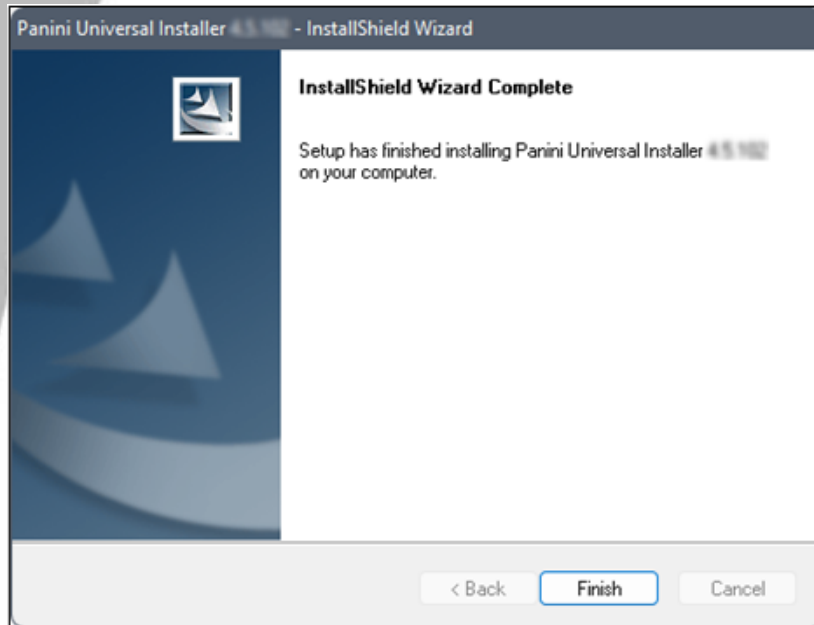 Panini Universal Installer - InstallShield Wizard
InstallShield Wizard Complete
Setup has finished installing Panini Universal Installer
on your computer.
< Back
Finish
Cancel